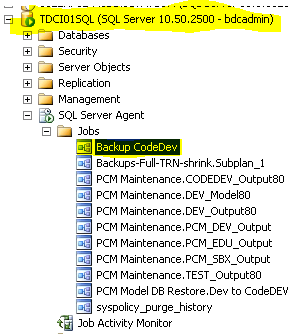 TDCI01SQL (SQL Server 10.50.2500 - bdcadmin)
Databases
Security
Server Objects
Replication
Management
SQL Server Agent
Jobs
Backup CodeDev
Backups-Full-TRN-shrink.Subplan_1
PCM Maintenance.CODEDEV_Output80
PCM Maintenance.DEV_Model80
PCM Maintenance.DEV_Output80
PCM Maintenance.PCM_DEV_Output
PCM Maintenance.PCM_EDU_Output
PCM Maintenance.PCM_SBX_Output
PCM Maintenance.TEST_Output80
PCM Model DB Restore.Dev to CodeDEV
syspolicy_purge_history
Job Activity Monitor